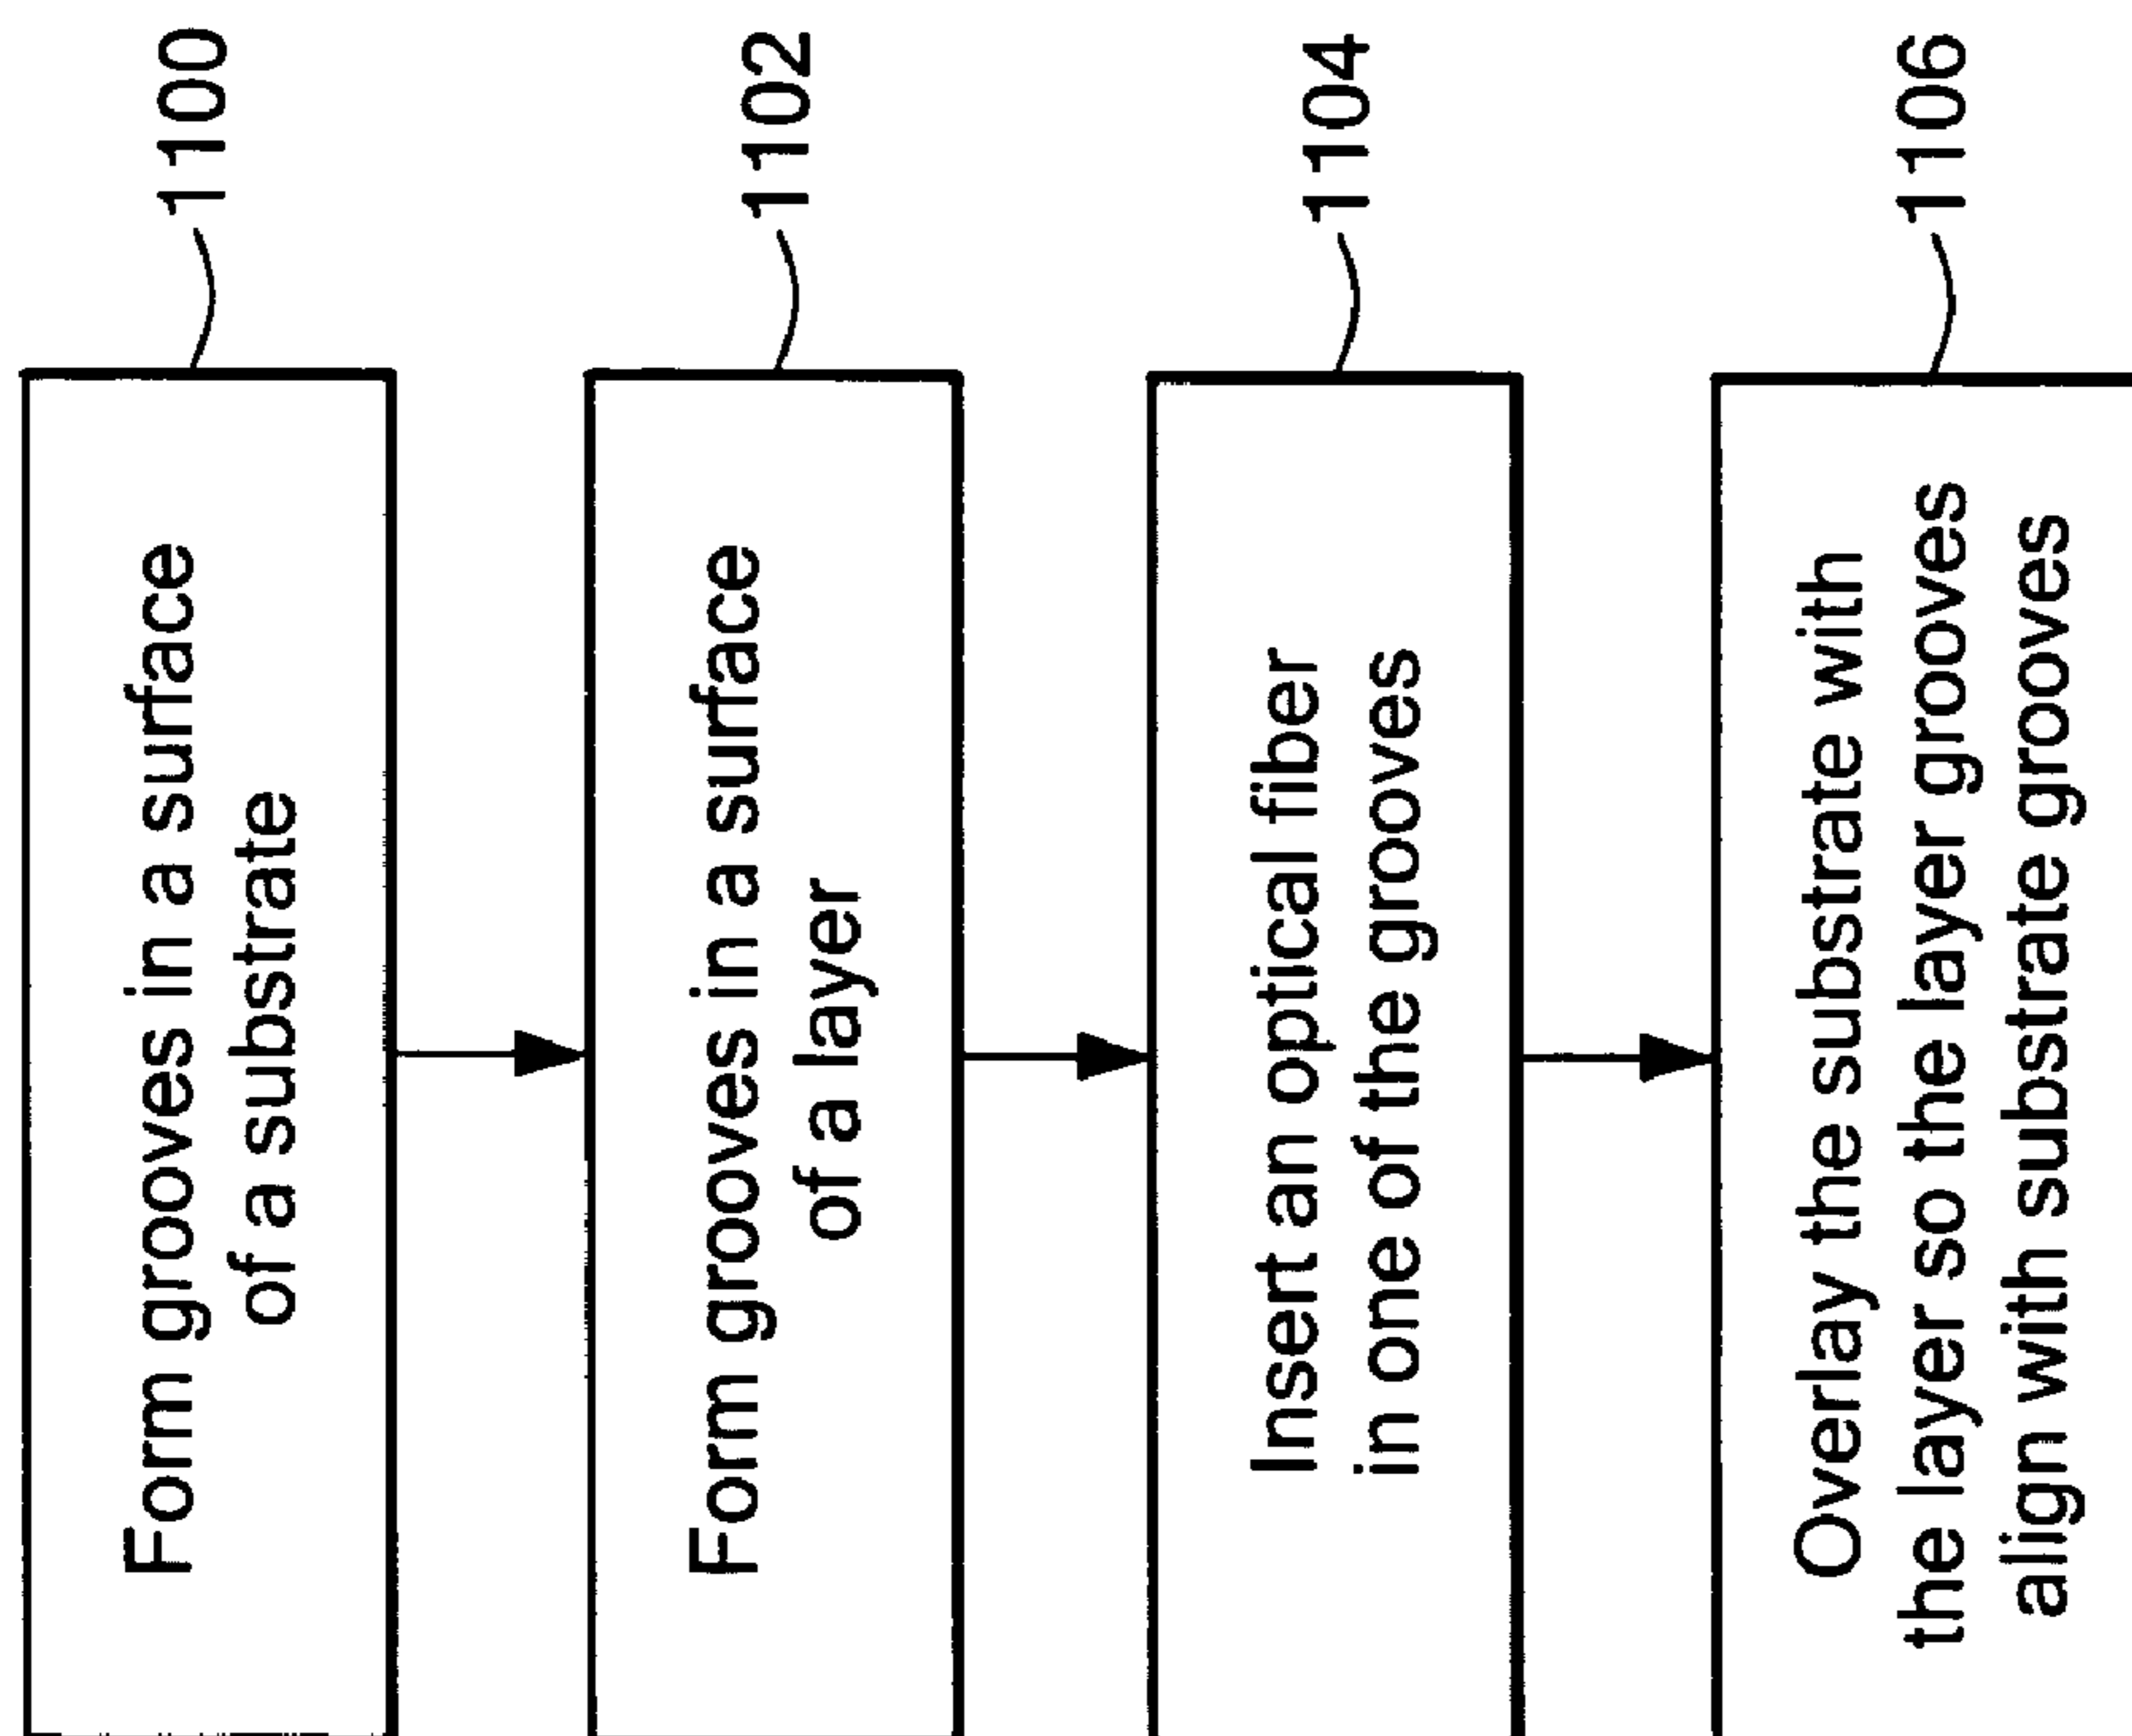 Form grooves in a surface
of a substrate
1100
Form grooves in a surface
of a layer
1102
Insert an optical fiber
in one of the grooves
1104
Overlay the substrate with
the layer so the layer grooves
align with substrate grooves
1106